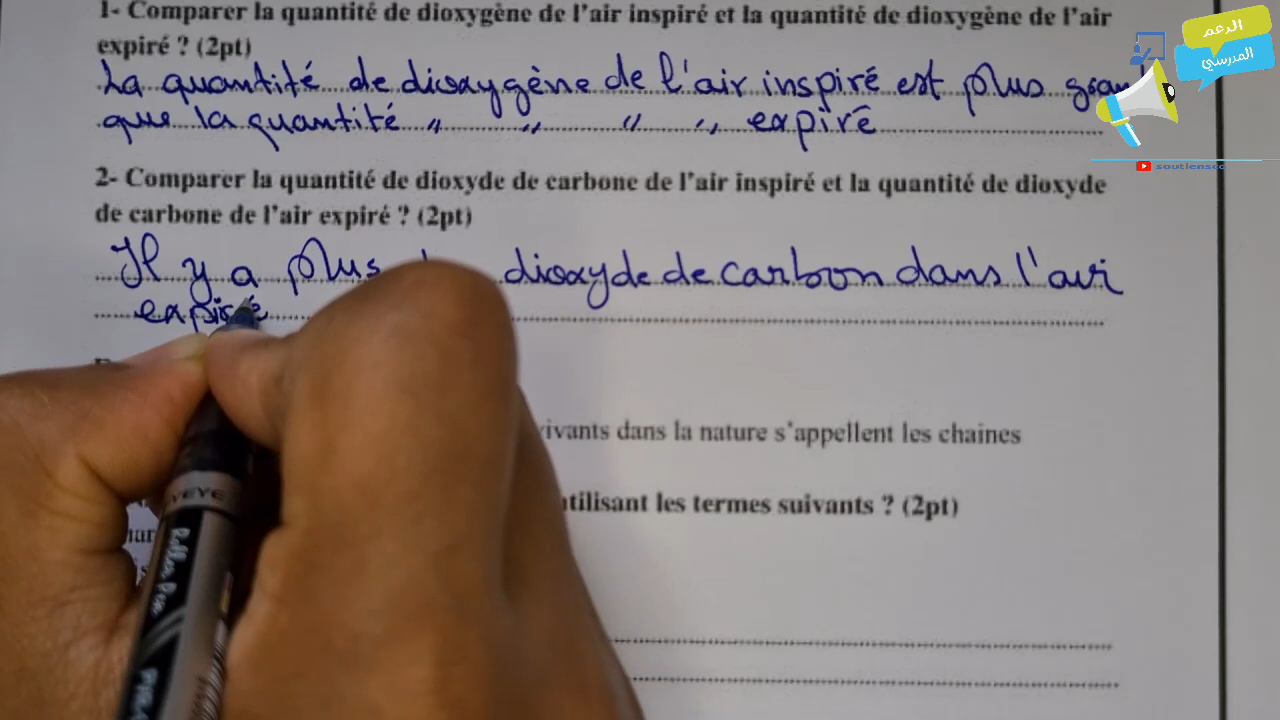 1- Comparer la quantité de dioxygène de l'air inspiré et la quantité de dioxygène de l'air
expiré ? (2pt)
La quantité de dioxygène de l'air inspiré est plus
que la quantité " " " " expiré
2- Comparer la quantité de dioxyde de carbone de l'air inspiré et la quantité de dioxyde
de carbone de l'air expiré ? (2pt)
Il y a plus dioxyde de carbon dans l'air
expiré
vivants dans la nature s'appellent les chaines
utilisant les termes suivants ? (2pt)
الدعم
المدرسي